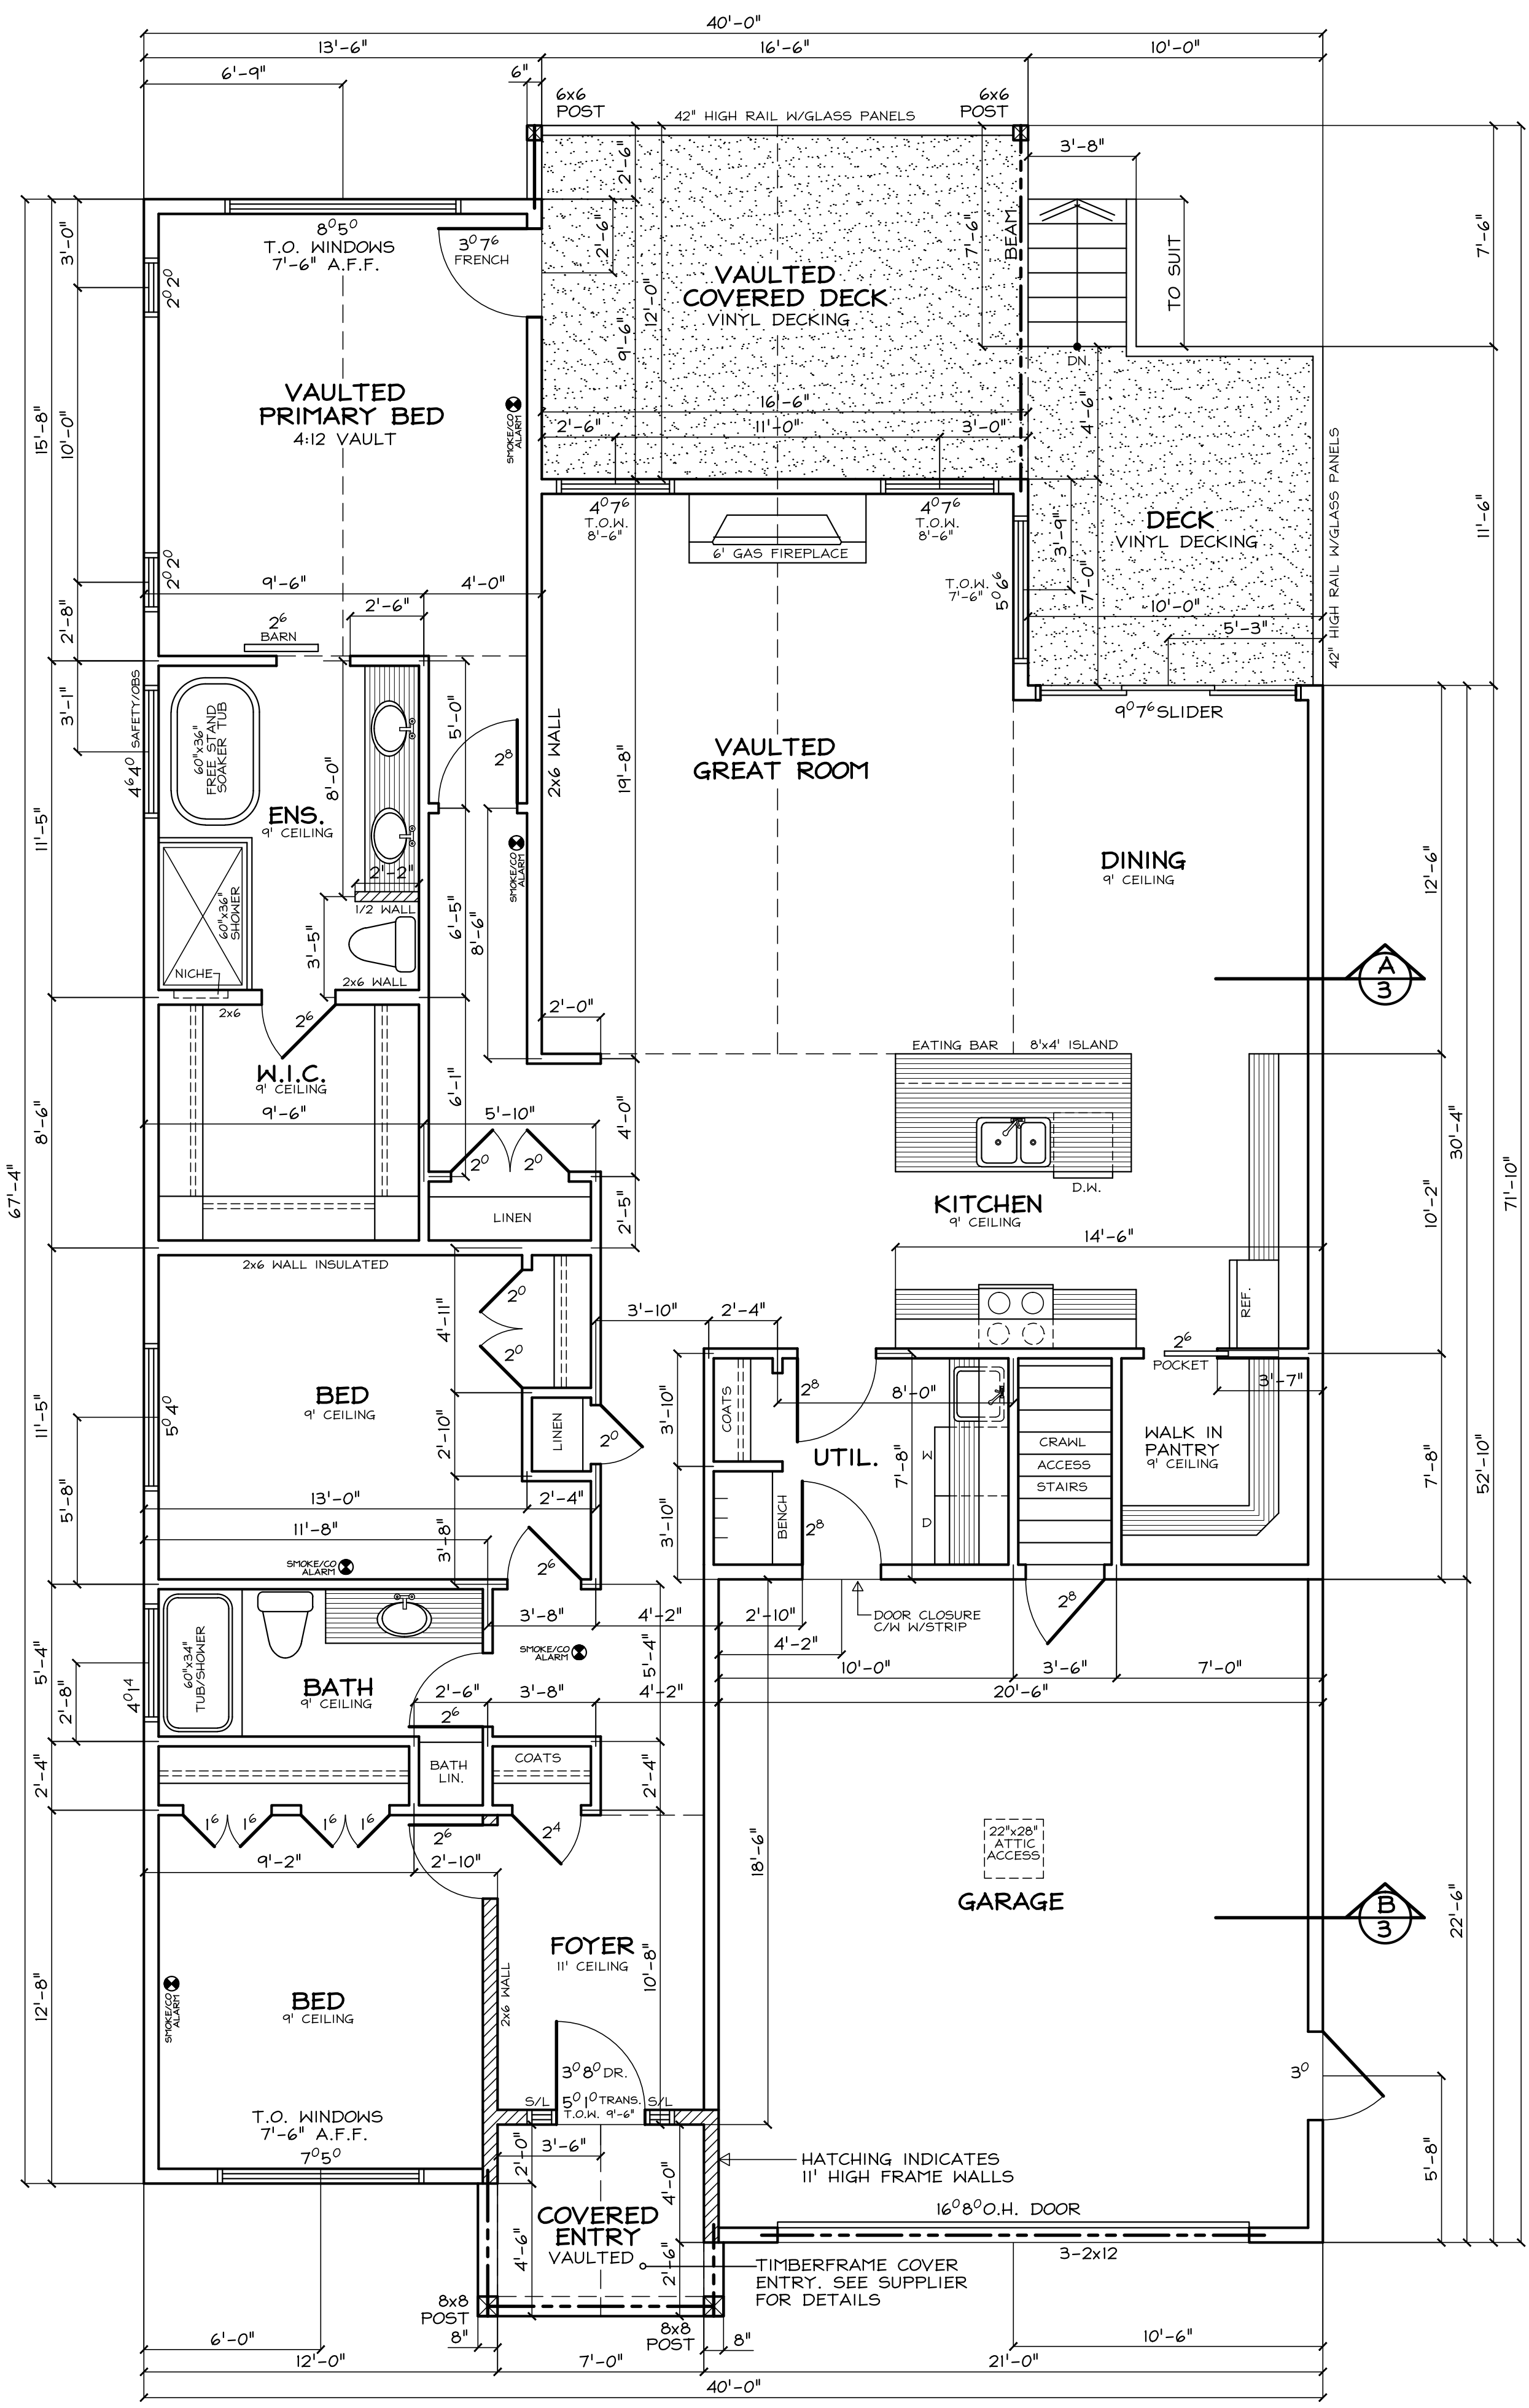 40'-0"
13'-6" 16'-6" 10'-0"
6'-9" 6"
6x6 POST
42" HIGH RAIL W/GLASS PANELS
6x6 POST
3'-8"
2'-6"
8⁰5⁰
T.O. WINDOWS
7'-6" A.F.F.
3⁰7⁶
FRENCH
2'-6"
7'-6"
BEAM
TO SUIT
7'-6"
3'-0"
2⁰2⁰
VAULTED
COVERED DECK
VINYL DECKING
12'-0"
9'-6"
DN.
VAULTED
PRIMARY BED
4:12 VAULT
SMOKE/CO
ALARM
16'-6"
2'-6" 11'-0" 3'-0"
4'-6"
15'-8"
10'-0"
4⁰7⁶
T.O.W.
8'-6"
6' GAS FIREPLACE
4⁰7⁶
T.O.W.
8'-6"
3'-9"
DECK
VINYL DECKING
42" HIGH RAIL W/GLASS PANELS
11'-6"
2⁰2⁰
9'-6" 4'-0"
T.O.W.
7'-6"
5⁰6⁶
7'-0"
10'-0"
5'-3"
2'-6"
2⁶
BARN
2'-8"
9⁰7⁶ SLIDER
3'-1"
4⁶4⁰ SAFETY/OBS
60"x36"
FREE STAND
SOAKER TUB
5'-0"
2⁸
2x6 WALL
19'-8"
VAULTED
GREAT ROOM
8'-0"
ENS.
9' CEILING
11'-5"
SMOKE/CO
ALARM
DINING
9' CEILING
12'-6"
2'-2"
1/2 WALL
60"x36"
SHOWER
3'-5"
6'-5"
8'-6"
NICHE
2x6 WALL
2x6
2⁶
A
3
2'-0"
EATING BAR 8'x4' ISLAND
W.I.C.
9' CEILING
9'-6" 5'-10"
6'-1"
4'-0"
8'-6"
2⁰ 2⁰
D.W.
30'-4"
67'-4"
71'-10"
LINEN
2'-5"
KITCHEN
9' CEILING
10'-2"
14'-6"
2x6 WALL INSULATED
2⁰
4'-11"
2⁰
3'-10" 2'-4"
REF.
2⁶
POCKET
3'-7"
BED
9' CEILING
5⁰4⁰
11'-5"
LINEN
2⁰
2'-10"
3'-10"
COATS
2⁸
8'-0"
UTIL.
7'-8"
W
D
CRAWL
ACCESS
STAIRS
WALK IN
PANTRY
9' CEILING
7'-8"
52'-10"
5'-8"
13'-0" 2'-4"
11'-8"
3'-8"
3'-10"
BENCH
2⁸
SMOKE/CO
ALARM
2⁶
2⁸
DOOR CLOSURE
C/W W/STRIP
3'-8" 4'-2" 2'-10"
4'-2"
60"x34"
TUB/SHOWER
SMOKE/CO
ALARM
5'-4"
5'-4"
2'-8"
4⁰1⁴
BATH
9' CEILING
10'-0" 3'-6" 7'-0"
2'-6" 3'-8" 4'-2" 20'-6"
2⁶
BATH
LIN.
COATS
2'-4"
2'-4"
1⁶ 1⁶ 1⁶ 1⁶
2⁶
2⁴
9'-2" 2'-10"
22"x28"
ATTIC
ACCESS
18'-6"
GARAGE
B
3
22'-6"
FOYER
11' CEILING
10'-8"
2x6 WALL
12'-8"
SMOKE/CO
ALARM
BED
9' CEILING
3⁰8⁰ DR.
S/L 5⁰1⁰ TRANS. S/L
T.O.W. 9'-6"
3⁰
T.O. WINDOWS
7'-6" A.F.F.
7⁰5⁰
2'-0"
3'-6"
4'-0"
HATCHING INDICATES
11' HIGH FRAME WALLS
5'-8"
16⁰8⁰ O.H. DOOR
3-2x12
COVERED
ENTRY
VAULTED
4'-6"
2'-6"
TIMBERFRAME COVER
ENTRY. SEE SUPPLIER
FOR DETAILS
8x8
POST
8x8
POST
6'-0" 8" 8" 10'-6"
12'-0" 7'-0" 21'-0"
40'-0"